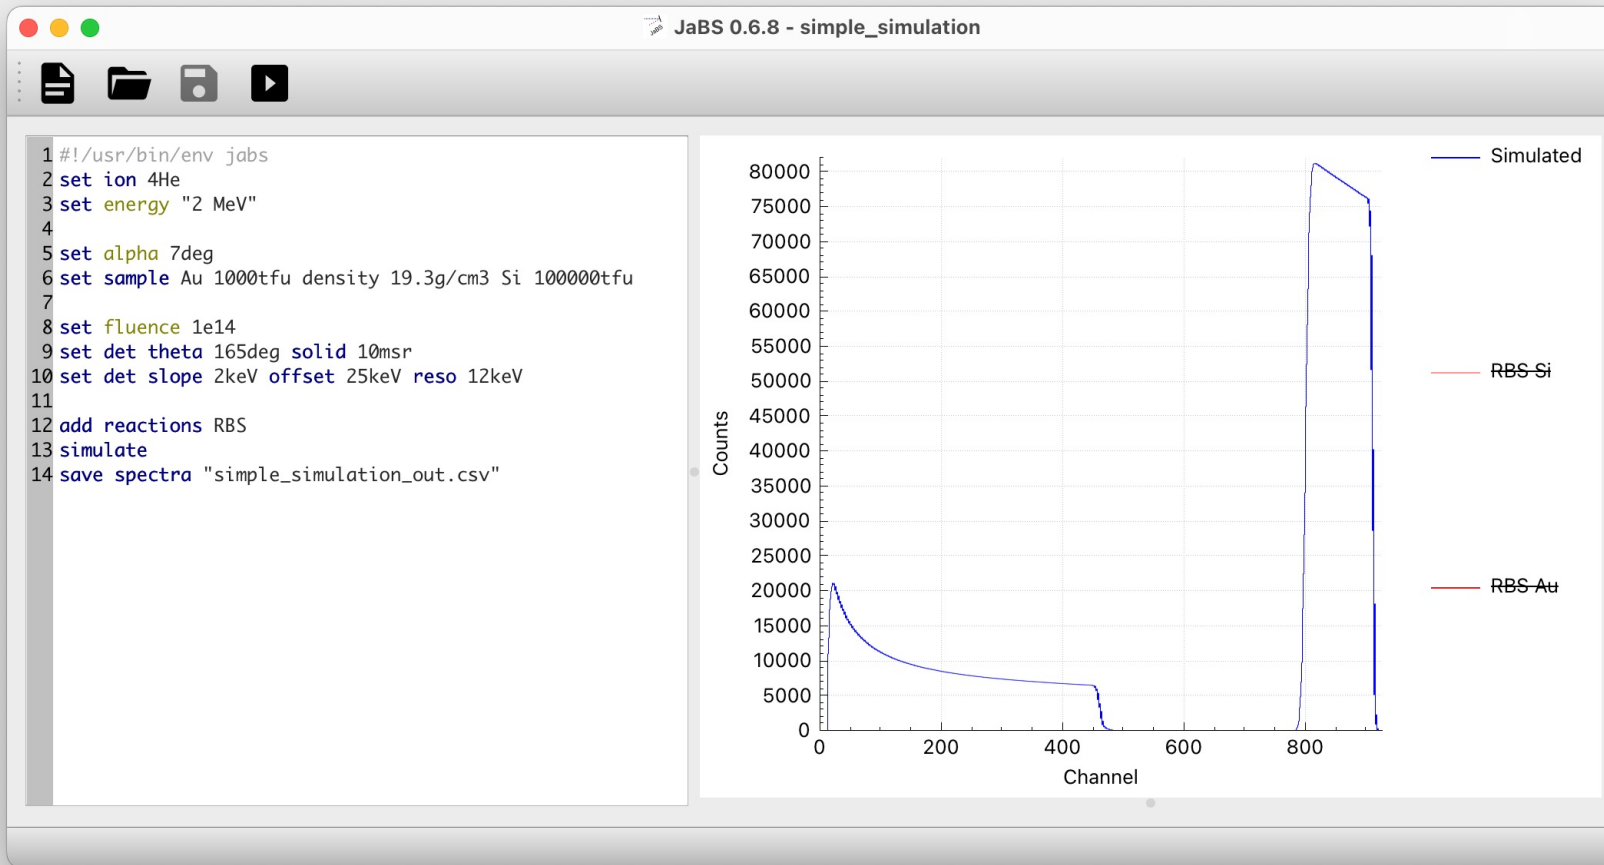 JaBS 0.6.8 - simple_simulation
1 #!/usr/bin/env jabs
2 set ion 4He
3 set energy "2 MeV"
4
5 set alpha 7deg
6 set sample Au 1000tfu density 19.3g/cm3 Si 100000tfu
7
8 set fluence 1e14
9 set det theta 165deg solid 10msr
10 set det slope 2keV offset 25keV reso 12keV
11
12 add reactions RBS
13 simulate
14 save spectra "simple_simulation_out.csv"
80000
75000
70000
65000
60000
55000
50000
45000
40000
35000
30000
25000
20000
15000
10000
5000
0
Counts
0 200 400 600 800
Channel
Simulated
RBS Si
RBS Au